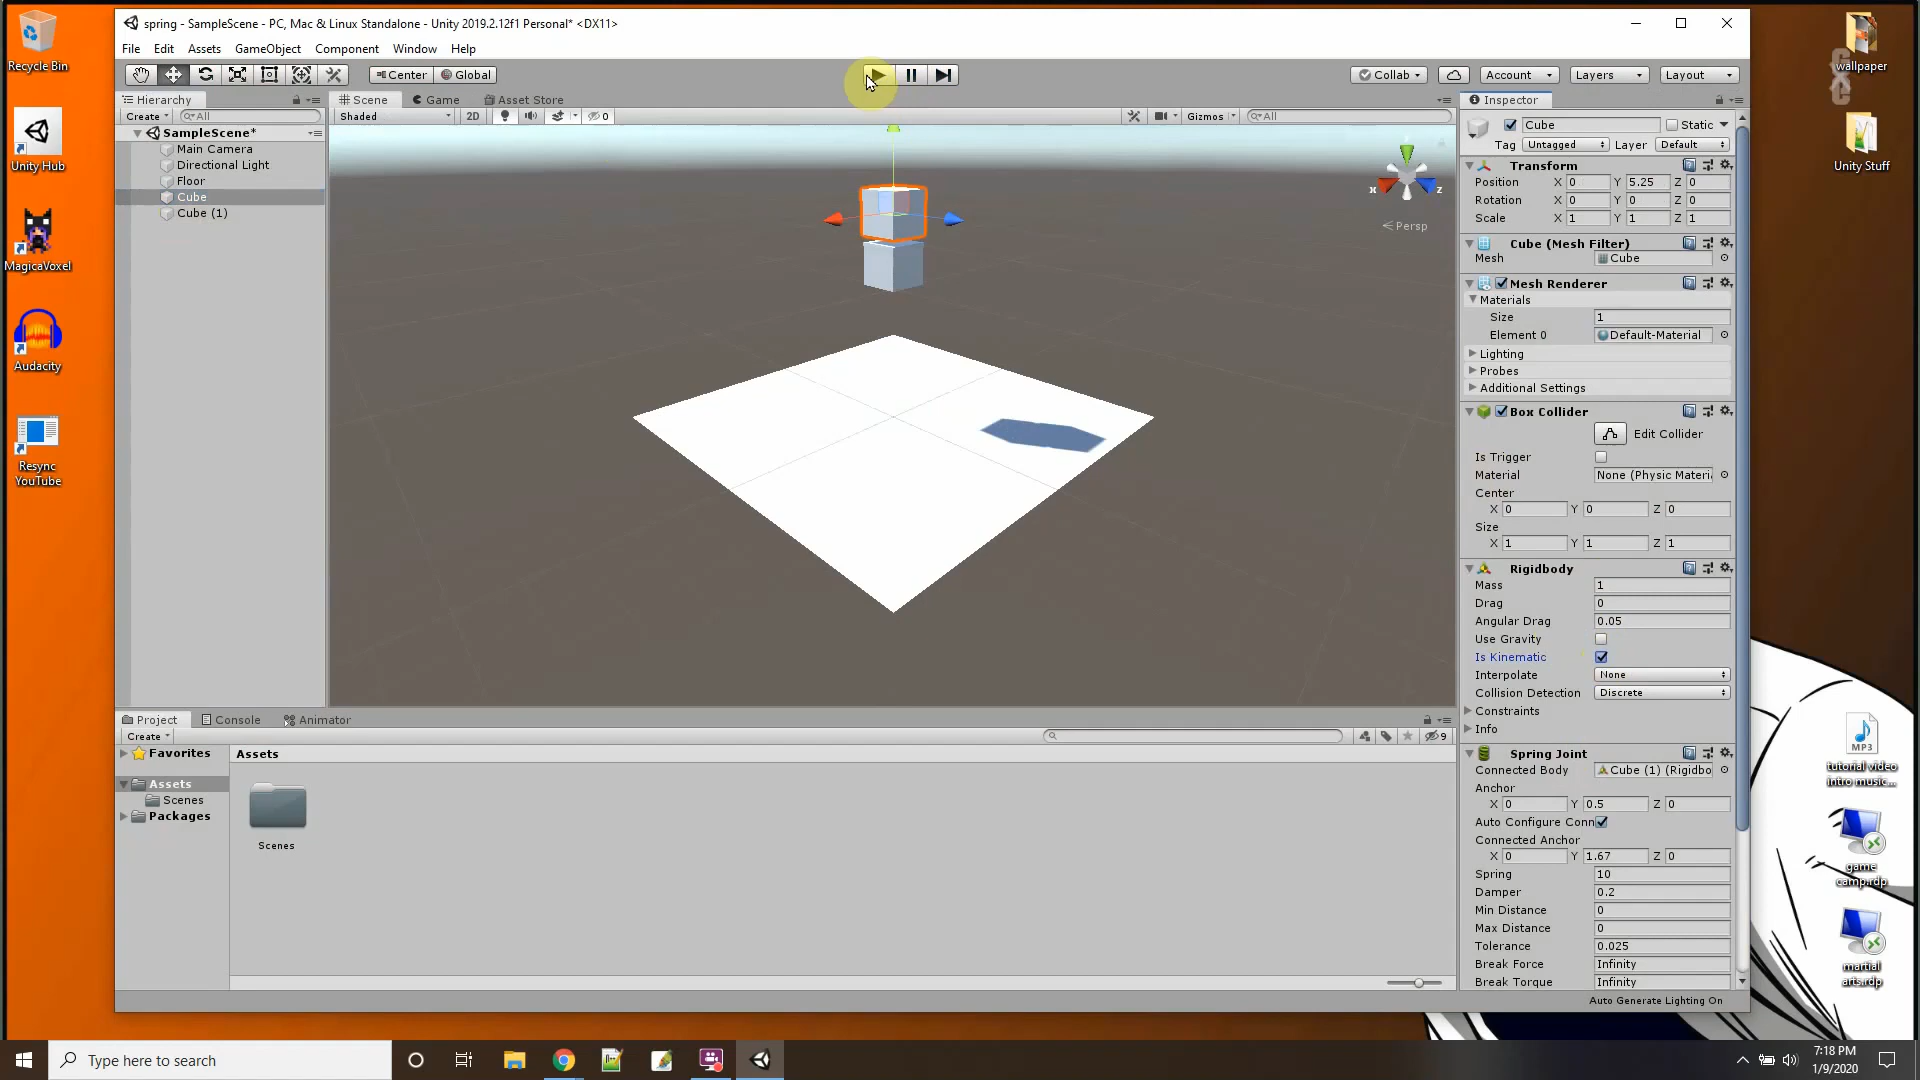 spring - SampleScene - PC, Mac & Linux Standalone - Unity 2019.2.12f1 Personal* <DX11>
File Edit Assets GameObject Component Window Help
Center Global
Collab Account Layers Layout
Hierarchy
Create All
SampleScene*
Main Camera
Directional Light
Floor
Cube
Cube (1)
Scene Game Asset Store
Shaded 2D 0 Gizmos All
x z
Persp
Inspector
Cube Static
Tag Untagged Layer Default
Transform
Position X 0 Y 5.25 Z 0
Rotation X 0 Y 0 Z 0
Scale X 1 Y 1 Z 1
Cube (Mesh Filter)
Mesh Cube
Mesh Renderer
Materials
Size 1
Element 0 Default-Material
Lighting
Probes
Additional Settings
Box Collider
Edit Collider
Is Trigger
Material None (Physic Materi
Center
X 0 Y 0 Z 0
Size
X 1 Y 1 Z 1
Rigidbody
Mass 1
Drag 0
Angular Drag 0.05
Use Gravity
Is Kinematic
Interpolate None
Collision Detection Discrete
Constraints
Info
Spring Joint
Connected Body Cube (1) (Rigidbo
Anchor
X 0 Y 0.5 Z 0
Auto Configure Conn
Connected Anchor
X 0 Y 1.67 Z 0
Spring 10
Damper 0.2
Min Distance 0
Max Distance 0
Tolerance 0.025
Break Force Infinity
Break Torque Infinity
Auto Generate Lighting On
Project Console Animator
Create
9
Favorites
Assets
Scenes
Packages
Assets
Scenes
Recycle Bin
Unity Hub
MagicaVoxel
Audacity
Resync
YouTube
wallpaper
Unity Stuff
MP3
tutorial video
intro music...
game
camp.rdp
martial
arts.rdp
Type here to search
7:18 PM
1/9/2020